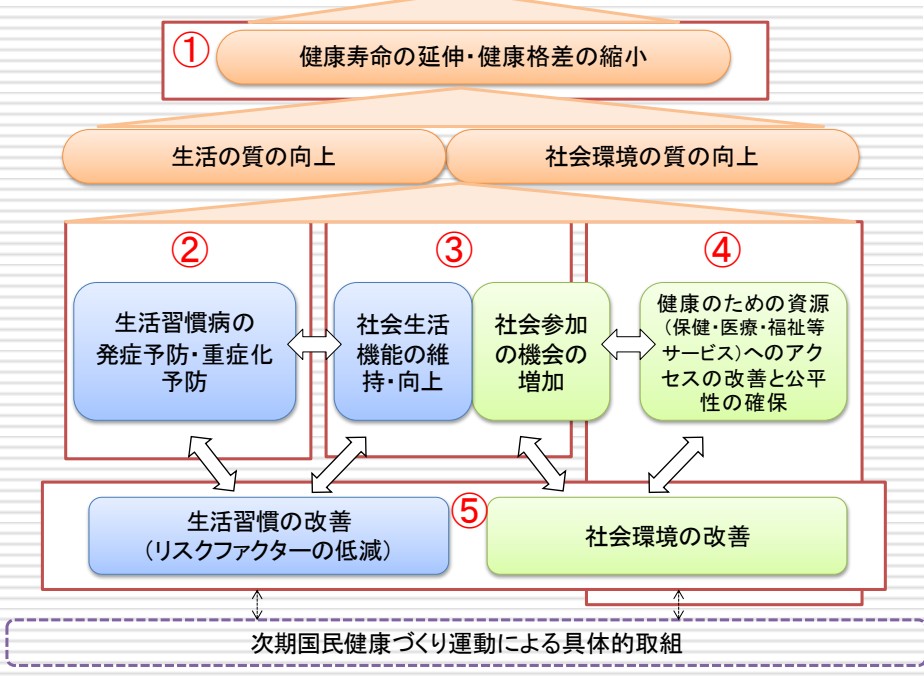 ①
健康寿命の延伸・健康格差の縮小
生活の質の向上
社会環境の質の向上
②
③
④
生活習慣病の
発症予防・重症化
予防
社会生活
機能の維
持・向上
社会参加
の機会の
増加
健康のための資源
(保健・医療・福祉等
サービス)へのアク
セスの改善と公平
性の確保
⑤
生活習慣の改善
(リスクファクターの低減)
社会環境の改善
次期国民健康づくり運動による具体的取組